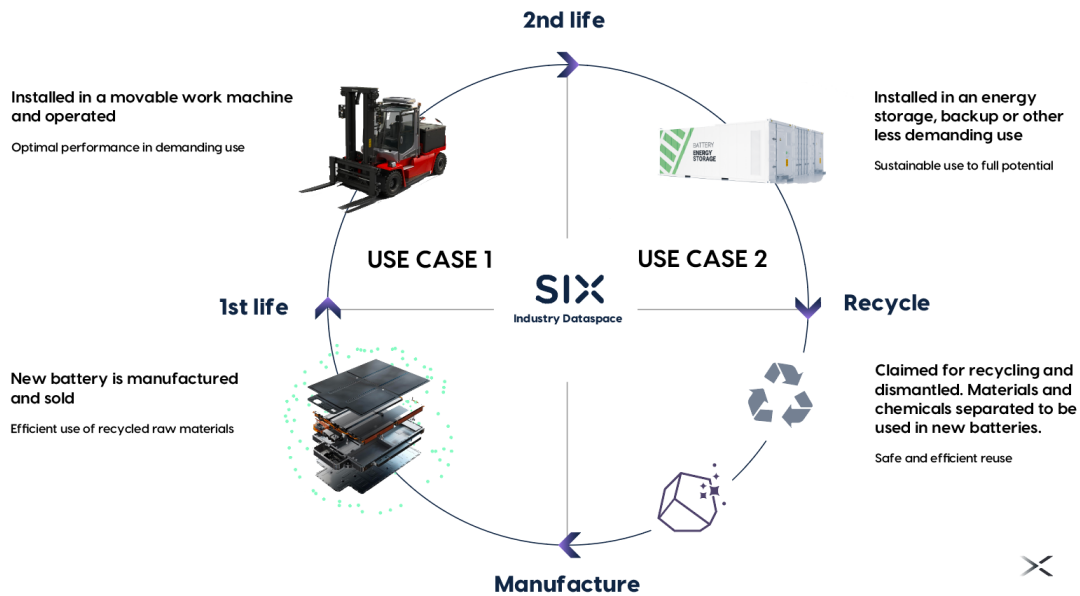 2nd life
Installed in a movable work machine
and operated
Optimal performance in demanding use
Installed in an energy
storage, backup or other
less demanding use
Sustainable use to full potential
BATTERY
ENERGY
STORAGE
USE CASE 1
USE CASE 2
SIX
Industry Dataspace
1st life
Recycle
New battery is manufactured
and sold
Efficient use of recycled raw materials
Claimed for recycling and
dismantled. Materials and
chemicals separated to be
used in new batteries.
Safe and efficient reuse
Manufacture